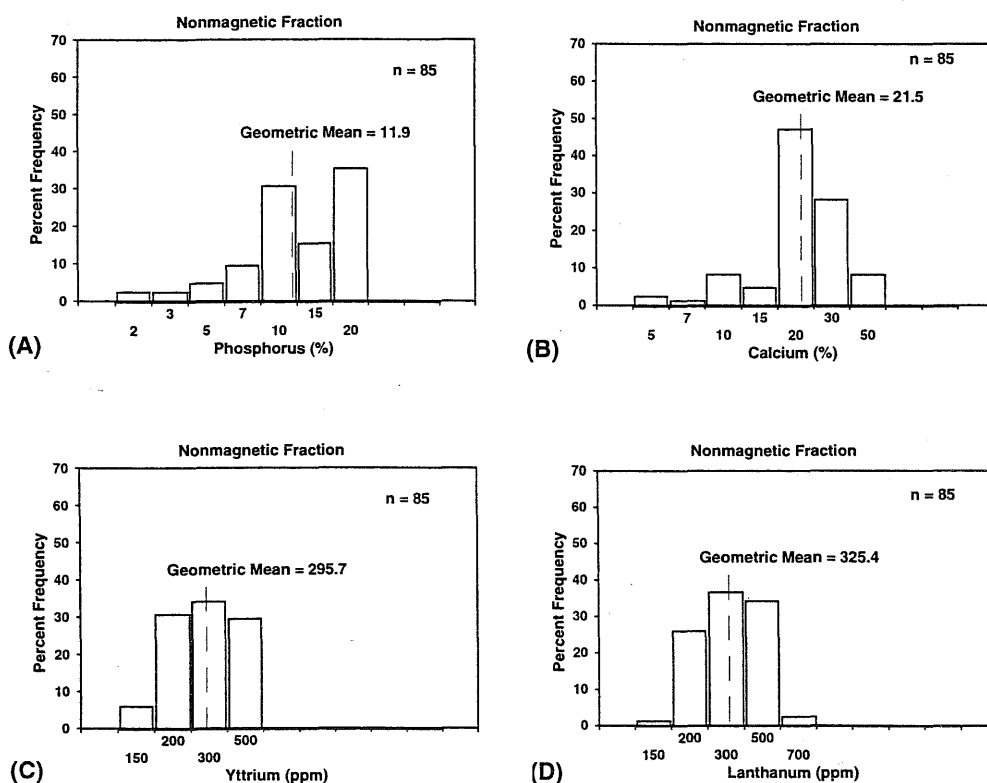 Nonmagnetic Fraction
70
n = 85
60
50
Geometric Mean = 11.9
40
30
20
10
0
Percent Frequency
3 7 15
2 5 10 20
(A)
Phosphorus (%)
Nonmagnetic Fraction
70
n = 85
60
Geometric Mean = 21.5
50
40
30
20
10
0
Percent Frequency
7 15 30
5 10 20 50
(B)
Calcium (%)
Nonmagnetic Fraction
70
n = 85
60
50
Geometric Mean = 295.7
40
30
20
10
0
Percent Frequency
200 500
150 300
(C)
Yttrium (ppm)
Nonmagnetic Fraction
70
n = 85
60
50
Geometric Mean = 325.4
40
30
20
10
0
Percent Frequency
200 500
150 300 700
(D)
Lanthanum (ppm)